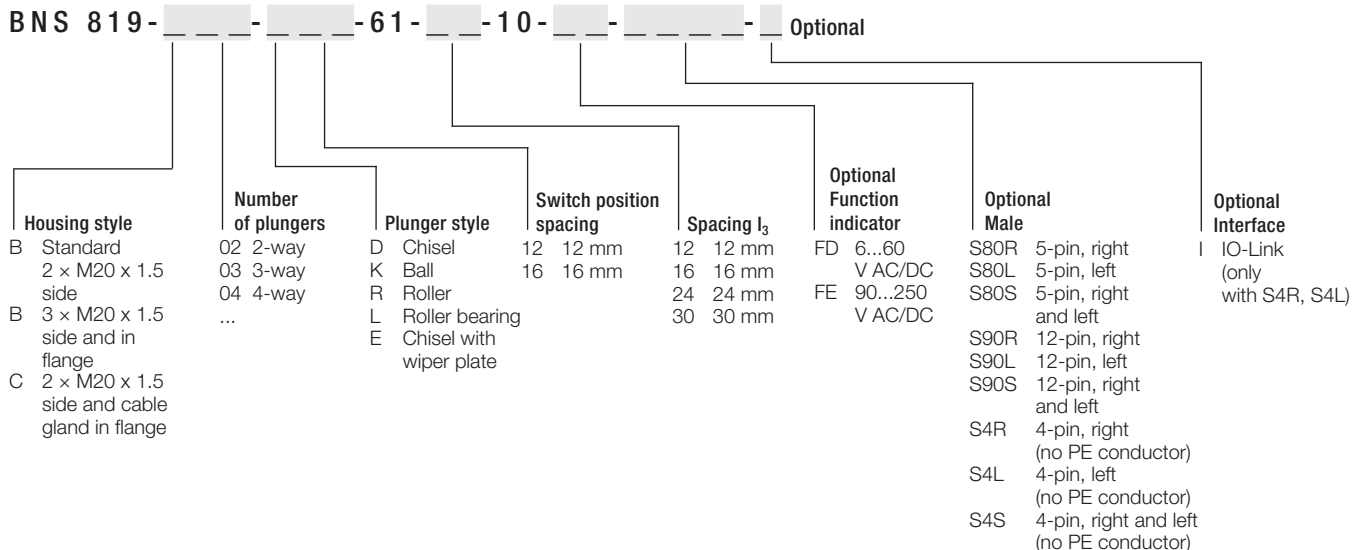 BNS 819-_ _ _-_ _ _-61-_ _-10-_ _-_ _ _ _-_ Optional
Housing style
B Standard
2 × M20 x 1.5
side
B 3 × M20 x 1.5
side and in
flange
C 2 × M20 x 1.5
side and cable
gland in flange
Number
of plungers
02 2-way
03 3-way
04 4-way
...
Plunger style
D Chisel
K Ball
R Roller
L Roller bearing
E Chisel with
wiper plate
Switch position
spacing
12 12 mm
16 16 mm
Spacing I₃
12 12 mm
16 16 mm
24 24 mm
30 30 mm
Optional
Function
indicator
FD 6...60
V AC/DC
FE 90...250
V AC/DC
Optional
Male
S80R 5-pin, right
S80L 5-pin, left
S80S 5-pin, right
and left
S90R 12-pin, right
S90L 12-pin, left
S90S 12-pin, right
and left
S4R 4-pin, right
(no PE conductor)
S4L 4-pin, left
(no PE conductor)
S4S 4-pin, right and left
(no PE conductor)
Optional
Interface
I IO-Link
(only
with S4R, S4L)